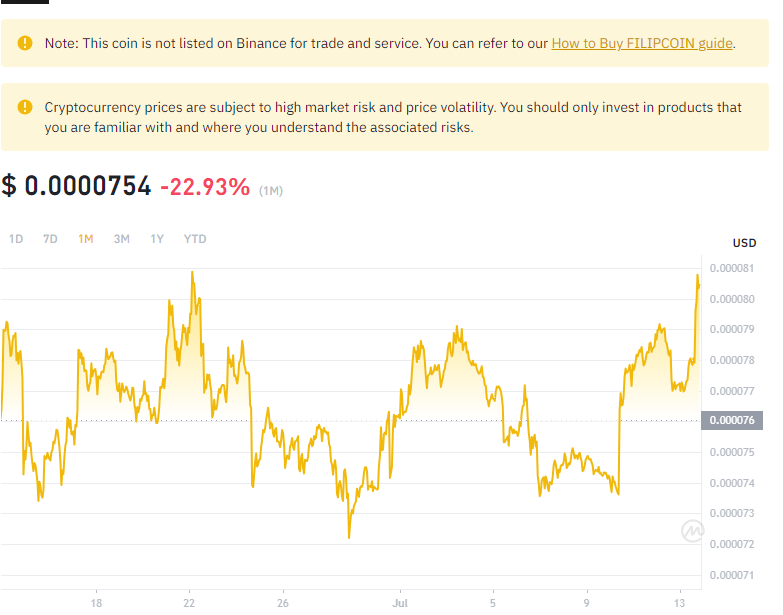 Note: This coin is not listed on Binance for trade and service. You can refer to our How to Buy FILIPCOIN guide.
Cryptocurrency prices are subject to high market risk and price volatility. You should only invest in products that
you are familiar with and where you understand the associated risks.
$ 0.0000754 -22.93% (1M)
1D 7D 1M 3M 1Y YTD
USD
0.000081
0.000080
0.000079
0.000078
0.000077
0.000076
0.000075
0.000074
0.000073
0.000072
0.000071
18 22 26 Jul 5 9 13